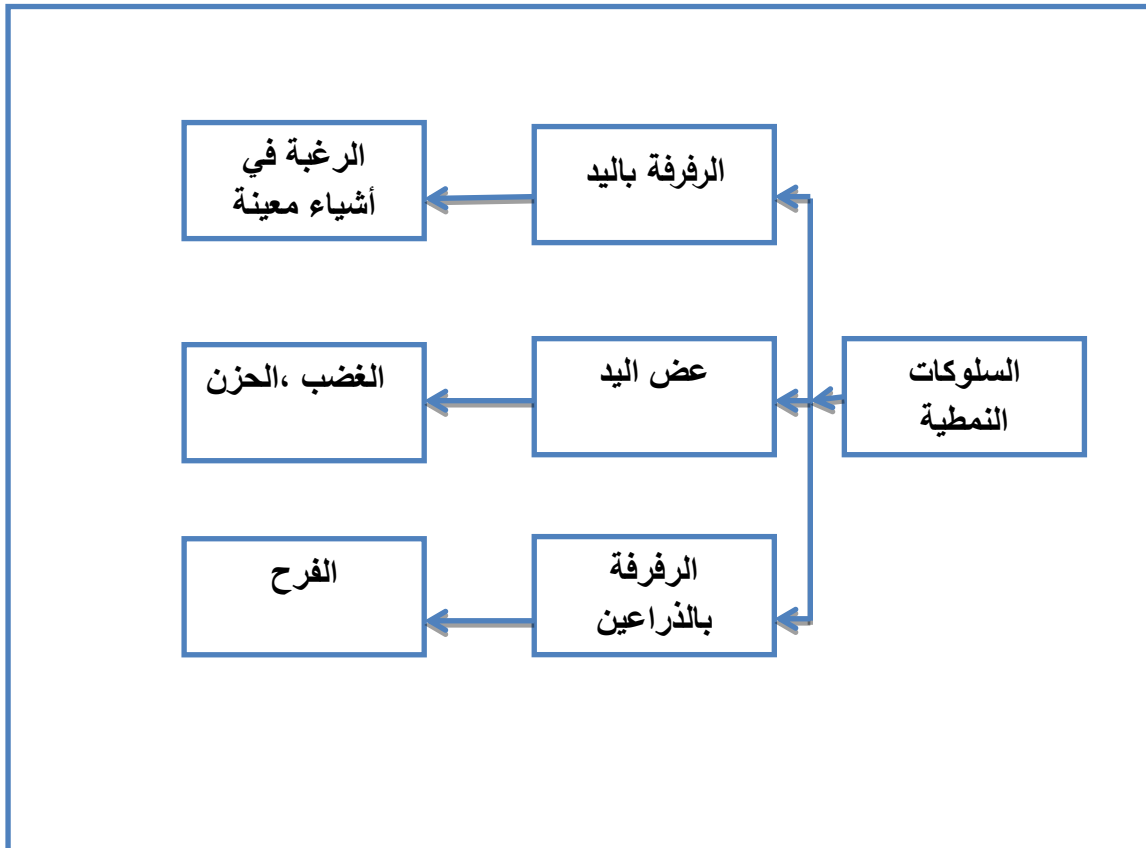 الرفرفة باليد
الرغبة في
أشياء معينة
السلوكات
النمطية
عض اليد
الغضب ،الحزن
الرفرفة
بالذراعين
الفرح